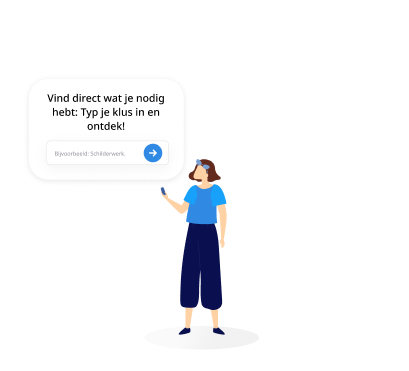 Vind direct wat je nodig
hebt: Typ je klus in en
ontdek!
Bijvoorbeeld: Schilderwerk.